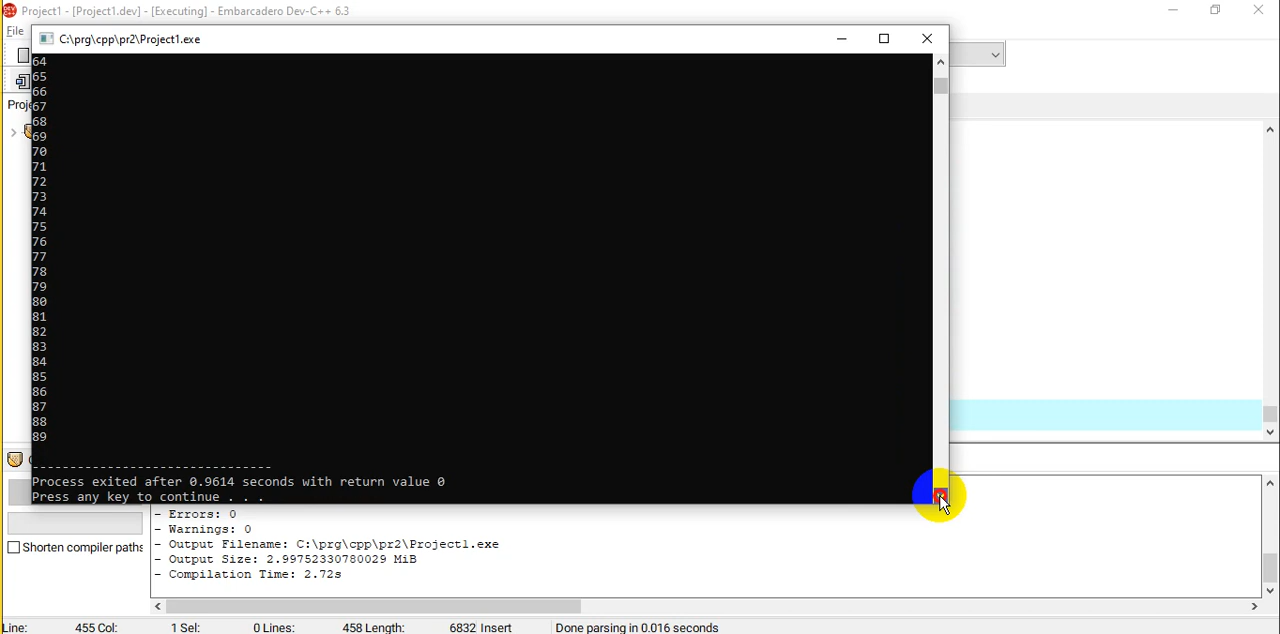 Project1 - [Project1.dev] - [Executing] - Embarcadero Dev-C++ 6.3
File
C:\prg\cpp\pr2\Project1.exe
Proje
64
65
66
67
68
69
70
71
72
73
74
75
76
77
78
79
80
81
82
83
84
85
86
87
88
89
--------------------------------
Process exited after 0.9614 seconds with return value 0
Press any key to continue . . .
- Errors: 0
- Warnings: 0
- Output Filename: C:\prg\cpp\pr2\Project1.exe
- Output Size: 2.99752330780029 MiB
- Compilation Time: 2.72s
Shorten compiler paths
Line: 455 Col: 1 Sel: 0 Lines: 458 Length: 6832 Insert Done parsing in 0.016 seconds